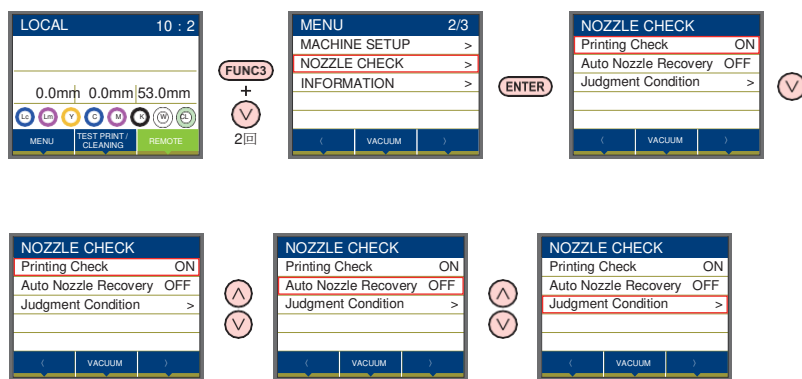 LOCAL 10 : 2
0.0mm 0.0mm 53.0mm
Lc Lm Y C M K W CL
MENU TEST PRINT / CLEANING REMOTE
FUNC3
+
2回
MENU 2/3
MACHINE SETUP >
NOZZLE CHECK >
INFORMATION >
〈 VACUUM 〉
ENTER
NOZZLE CHECK
Printing Check ON
Auto Nozzle Recovery OFF
Judgment Condition >
〈 VACUUM 〉
NOZZLE CHECK
Printing Check ON
Auto Nozzle Recovery OFF
Judgment Condition >
〈 VACUUM 〉
NOZZLE CHECK
Printing Check ON
Auto Nozzle Recovery OFF
Judgment Condition >
〈 VACUUM 〉
NOZZLE CHECK
Printing Check ON
Auto Nozzle Recovery OFF
Judgment Condition >
〈 VACUUM 〉